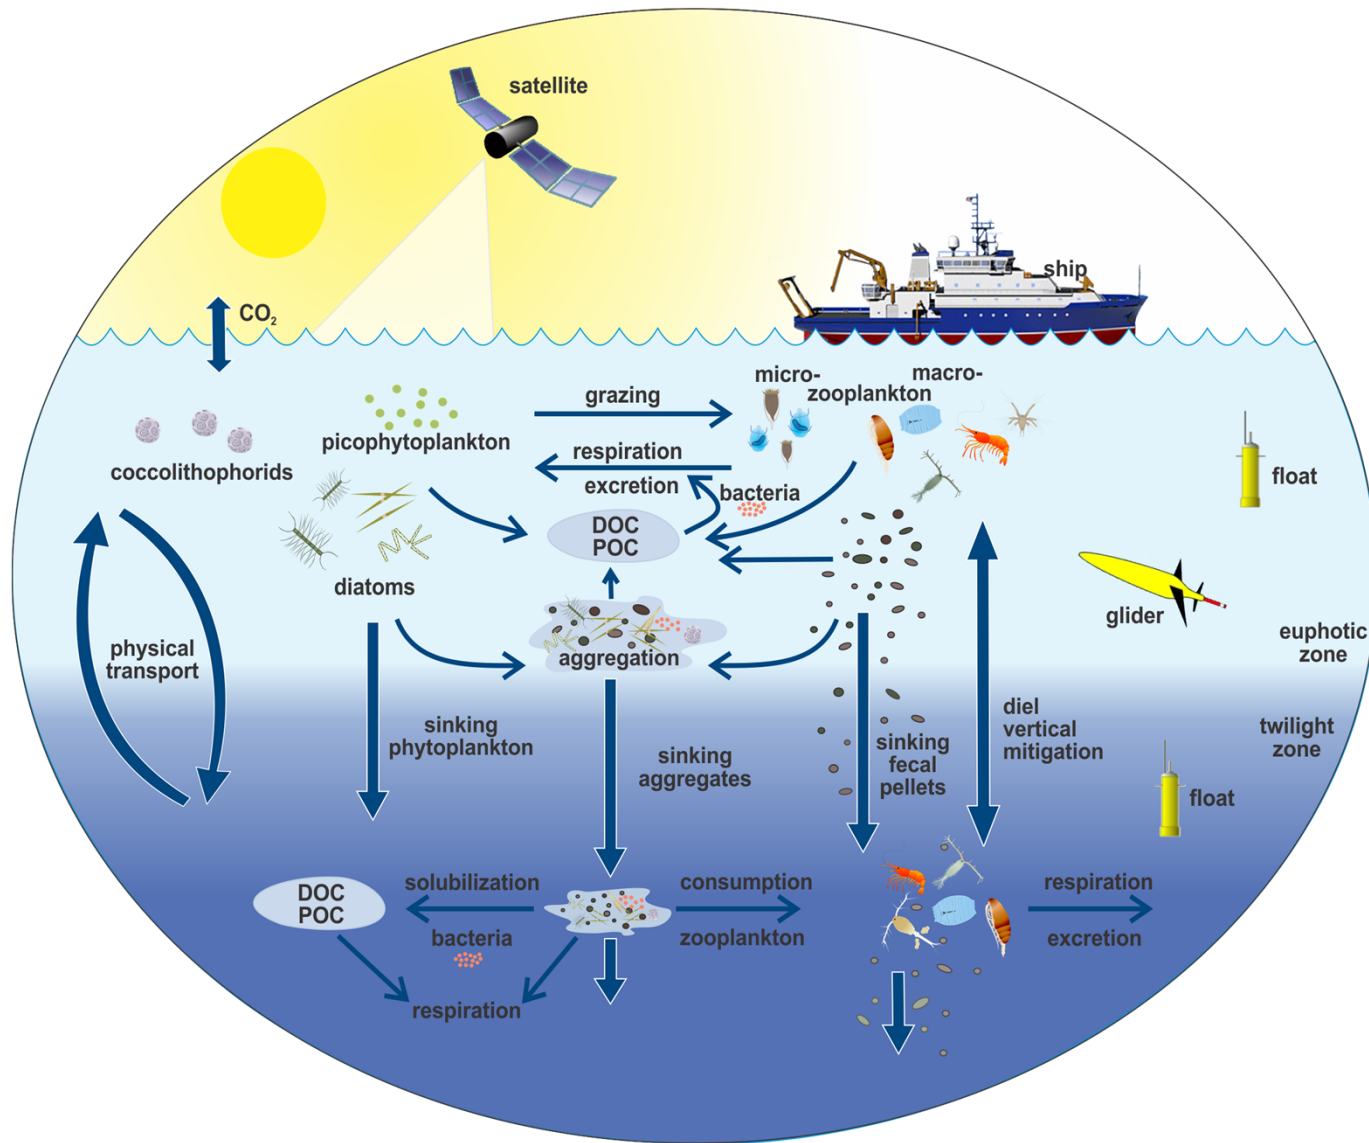 satellite
ship
CO₂
micro-
macro-
zooplankton
grazing
picophytoplankton
coccolithophorids
respiration
excretion
bacteria
float
DOC
POC
diatoms
glider
euphotic
zone
physical
transport
aggregation
sinking
phytoplankton
sinking
aggregates
sinking
fecal
pellets
diel
vertical
mitigation
twilight
zone
float
DOC
POC
solubilization
bacteria
consumption
zooplankton
respiration
excretion
respiration